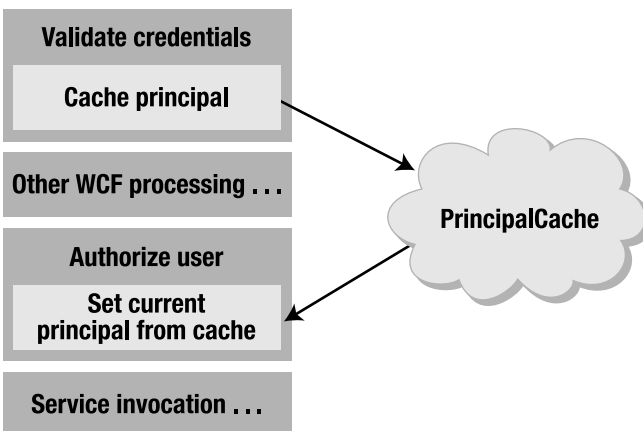 Validate credentials
Cache principal
Other WCF processing . . .
Authorize user
Set current
principal from cache
Service invocation . . .
PrincipalCache